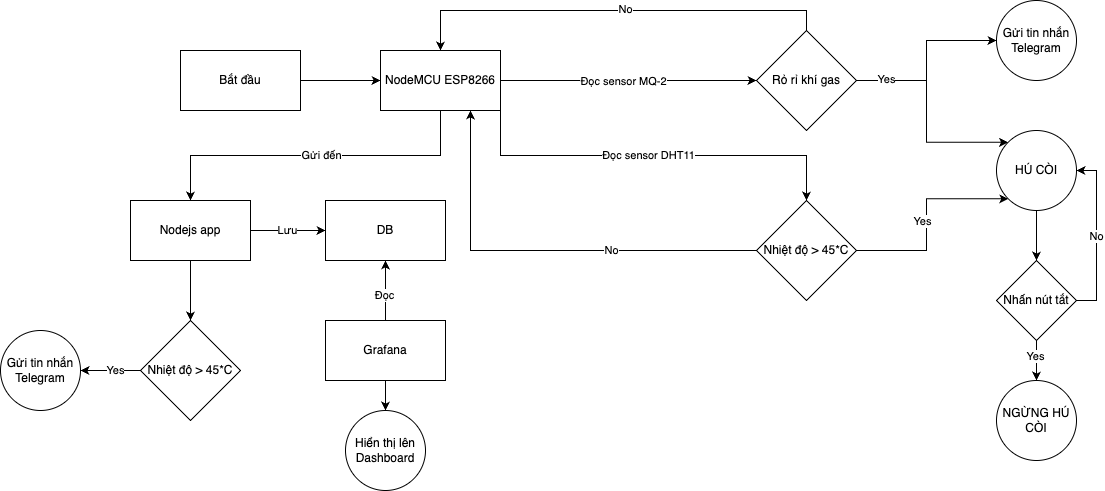 No
Gửi tin nhắn
Telegram
Bắt đầu
NodeMCU ESP8266
Đọc sensor MQ-2
Rỏ rỉ khí gas
Yes
Gửi đến
Đọc sensor DHT11
HÚ CÒI
Nodejs app
Lưu
DB
No
Nhiệt độ > 45*C
Yes
No
Đọc
Nhấn nút tắt
Gửi tin nhắn
Telegram
Yes
Nhiệt độ > 45*C
Grafana
Yes
Hiển thị lên
Dashboard
NGỪNG HÚ
CÒI